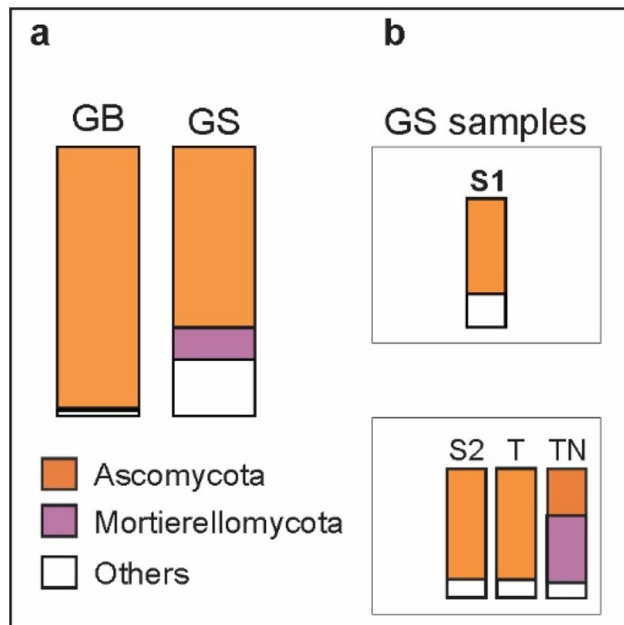 a
b
GB GS
GS samples
S1
S2 T TN
Ascomycota
Mortierellomycota
Others